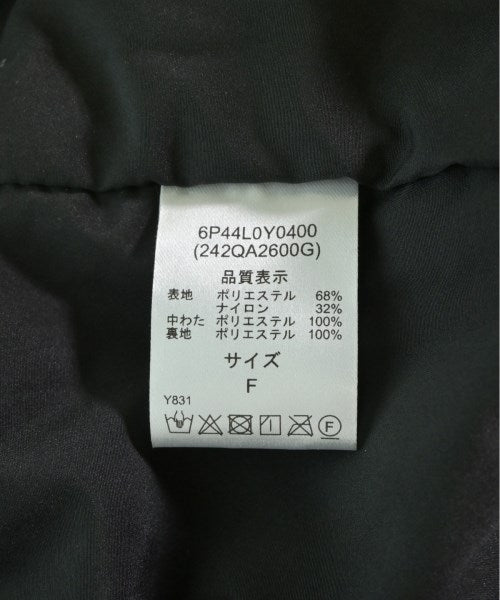 6P44L0Y0400
(242QA2600G)
品質表示
表地 ポリエステル 68%
ナイロン 32%
中わた ポリエステル 100%
裏地 ポリエステル 100%
サイズ
F
Y831
F